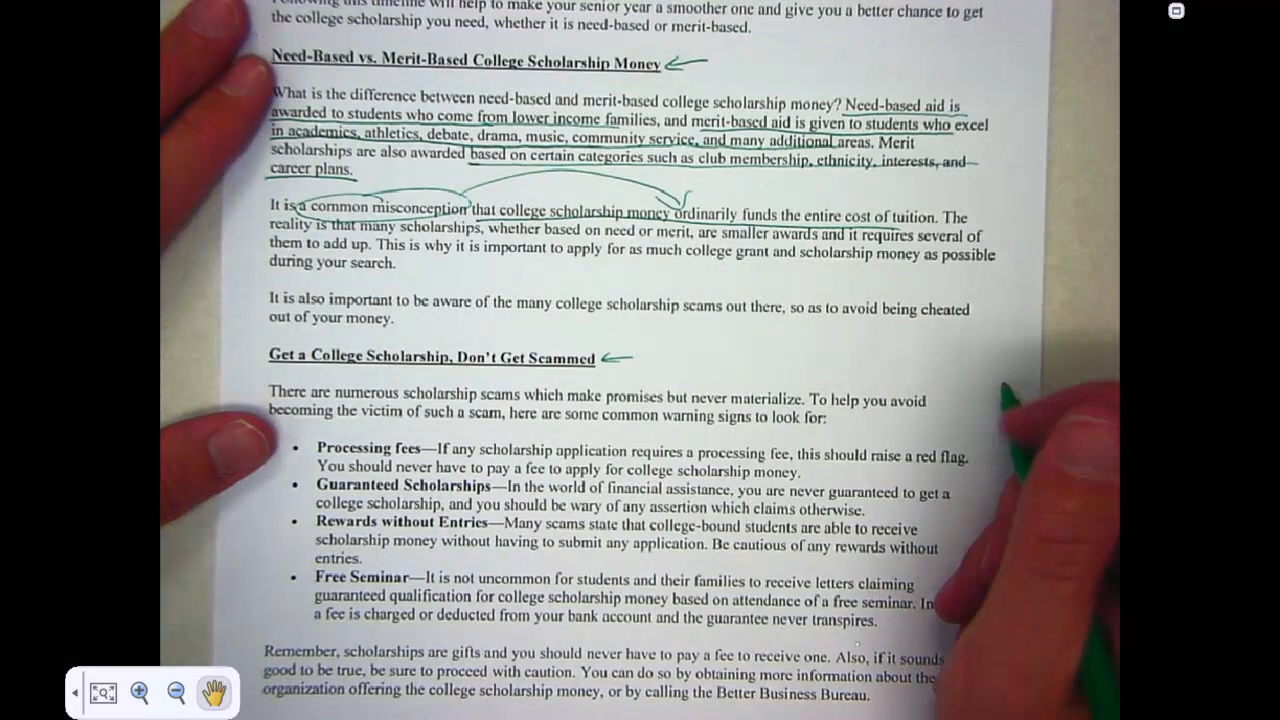 Following this timeline will help to make your senior year a smoother one and give you a better chance to get
the college scholarship you need, whether it is need-based or merit-based.
Need-Based vs. Merit-Based College Scholarship Money
What is the difference between need-based and merit-based college scholarship money? Need-based aid is
awarded to students who come from lower income families, and merit-based aid is given to students who excel
in academics, athletics, debate, drama, music, community service, and many additional areas. Merit
scholarships are also awarded based on certain categories such as club membership, ethnicity, interests, and
career plans.
It is a common misconception that college scholarship money ordinarily funds the entire cost of tuition. The
reality is that many scholarships, whether based on need or merit, are smaller awards and it requires several of
them to add up. This is why it is important to apply for as much college grant and scholarship money as possible
during your search.
It is also important to be aware of the many college scholarship scams out there, so as to avoid being cheated
out of your money.
Get a College Scholarship, Don't Get Scammed
There are numerous scholarship scams which make promises but never materialize. To help you avoid
becoming the victim of such a scam, here are some common warning signs to look for:
• Processing fees—If any scholarship application requires a processing fee, this should raise a red flag.
You should never have to pay a fee to apply for college scholarship money.
• Guaranteed Scholarships—In the world of financial assistance, you are never guaranteed to get a
college scholarship, and you should be wary of any assertion which claims otherwise.
• Rewards without Entries—Many scams state that college-bound students are able to receive
scholarship money without having to submit any application. Be cautious of any rewards without
entries.
• Free Seminar—It is not uncommon for students and their families to receive letters claiming
guaranteed qualification for college scholarship money based on attendance of a free seminar. In
a fee is charged or deducted from your bank account and the guarantee never transpires.
Remember, scholarships are gifts and you should never have to pay a fee to receive one. Also, if it sounds
good to be true, be sure to proceed with caution. You can do so by obtaining more information about the
organization offering the college scholarship money, or by calling the Better Business Bureau.